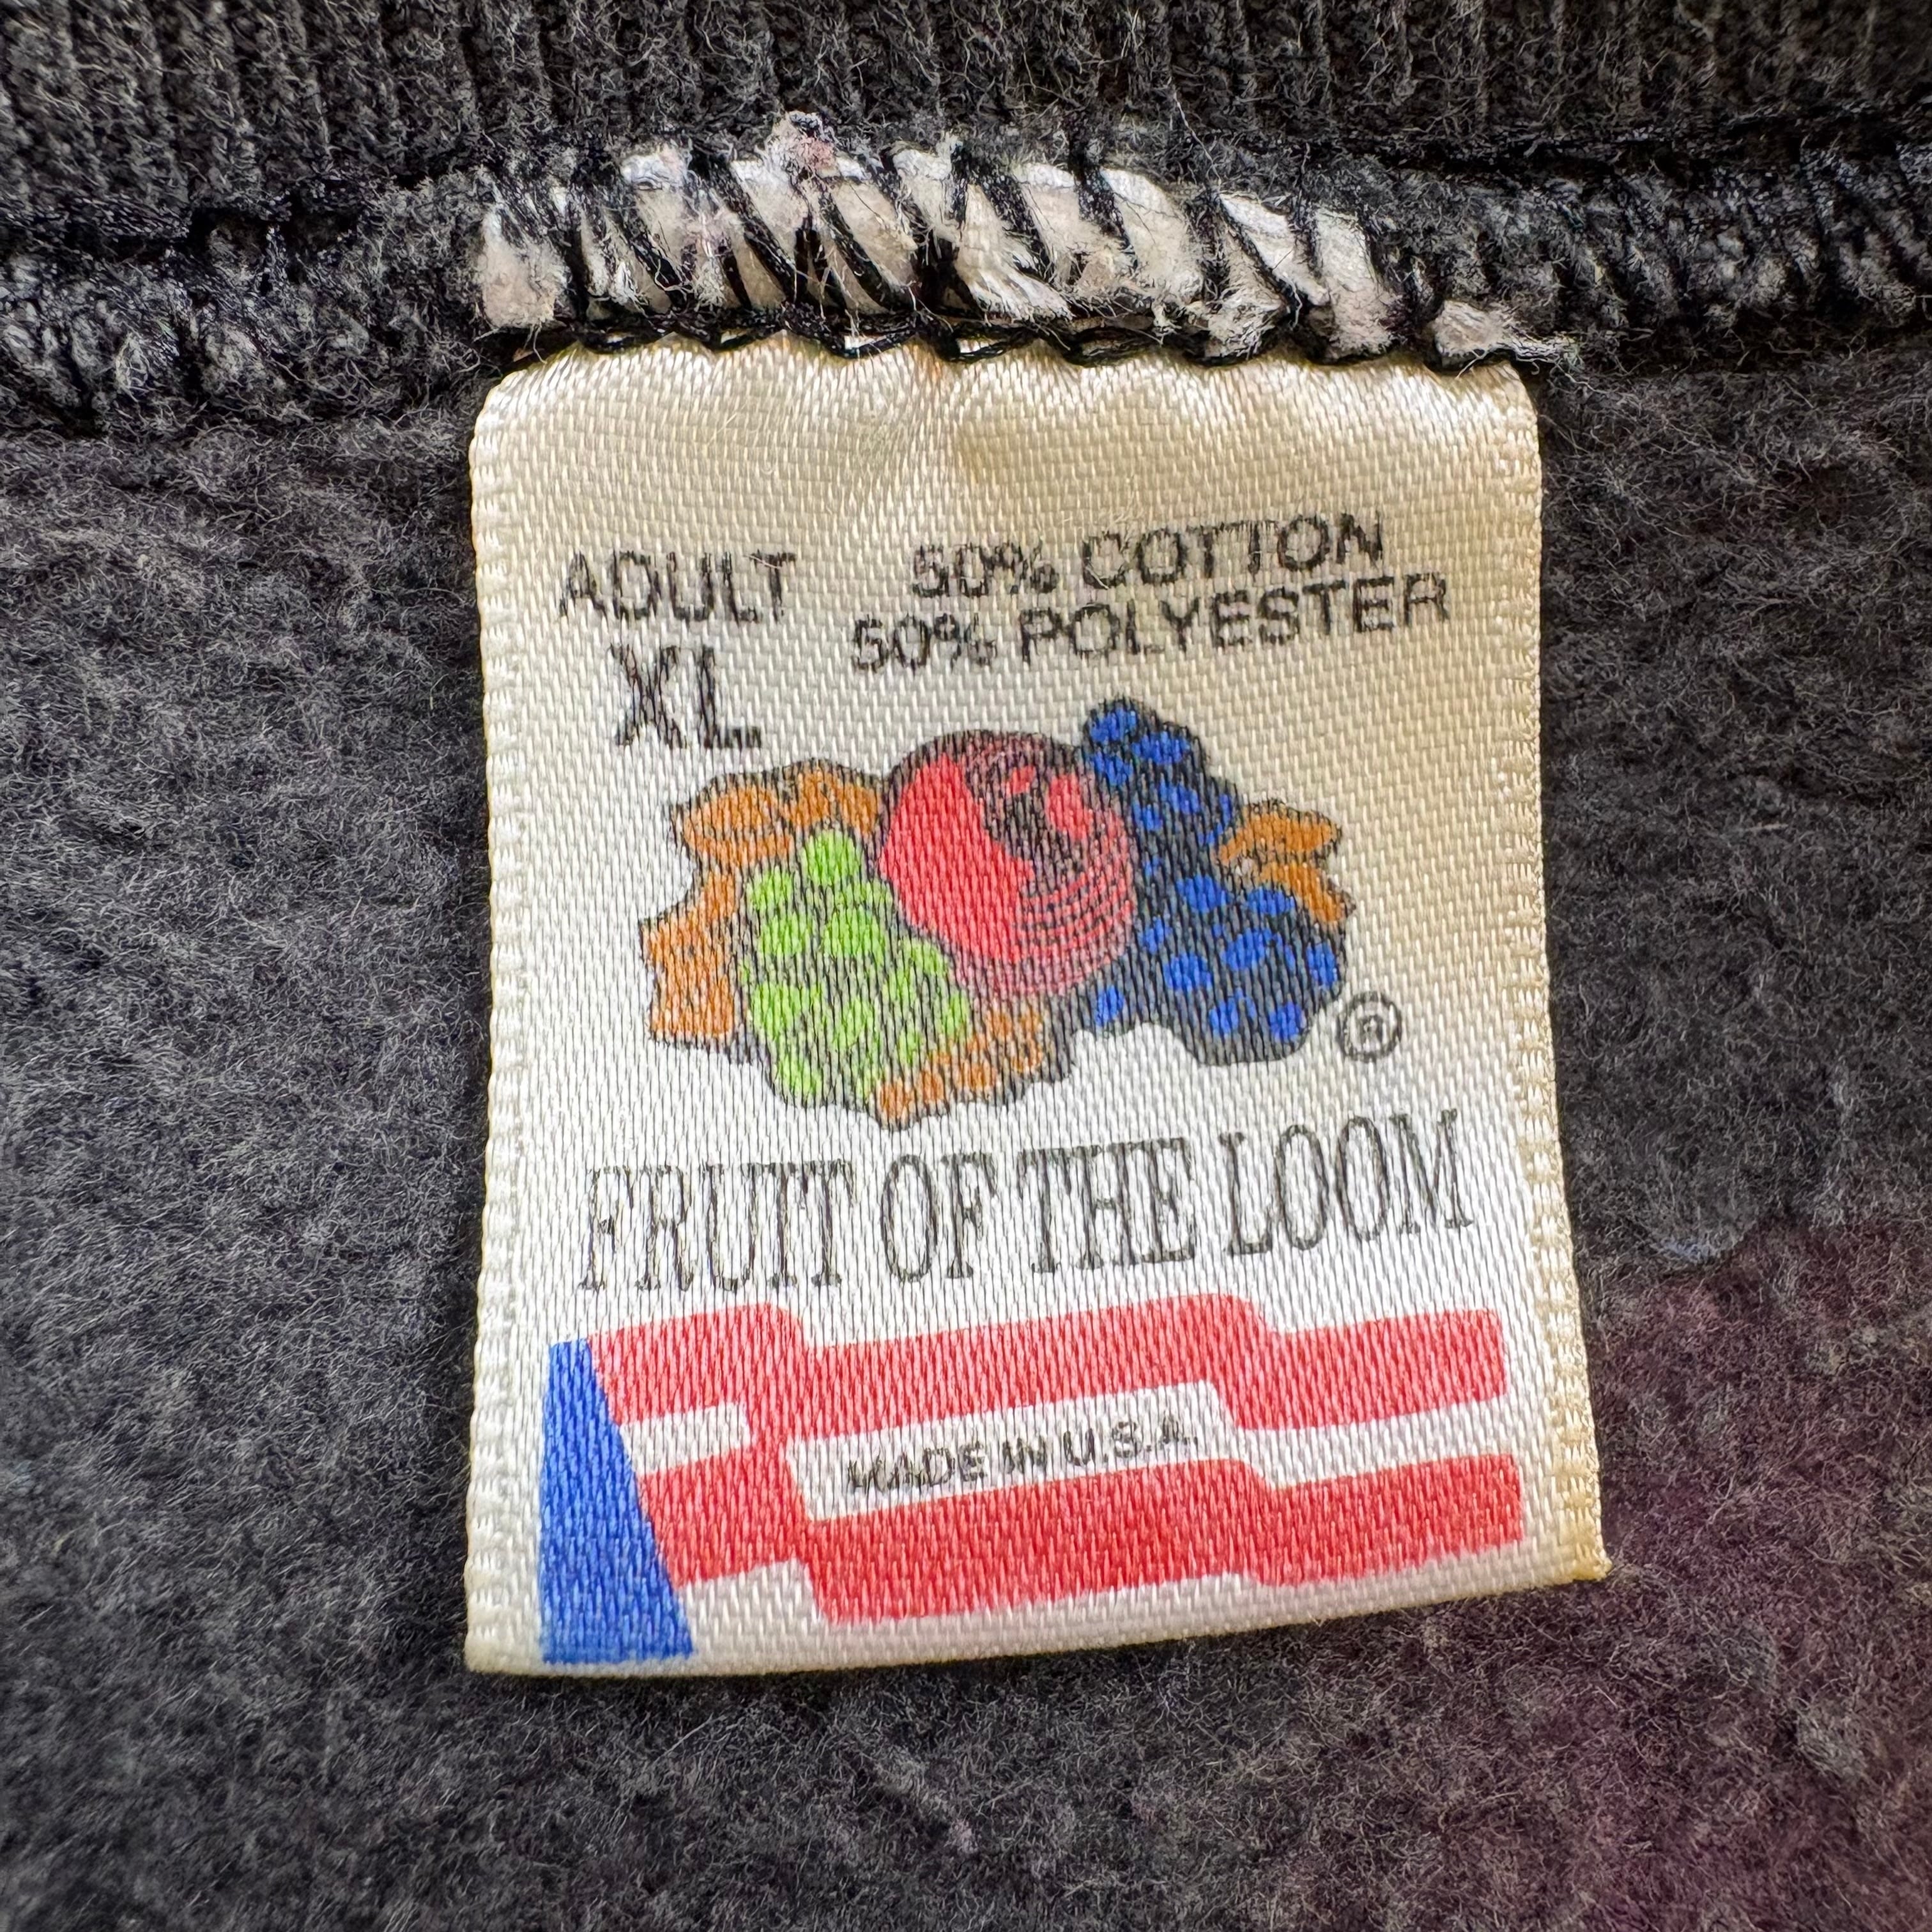 ADULT
XL
50% COTTON
50% POLYESTER
®
FRUIT OF THE LOOM
MADE IN U.S.A.